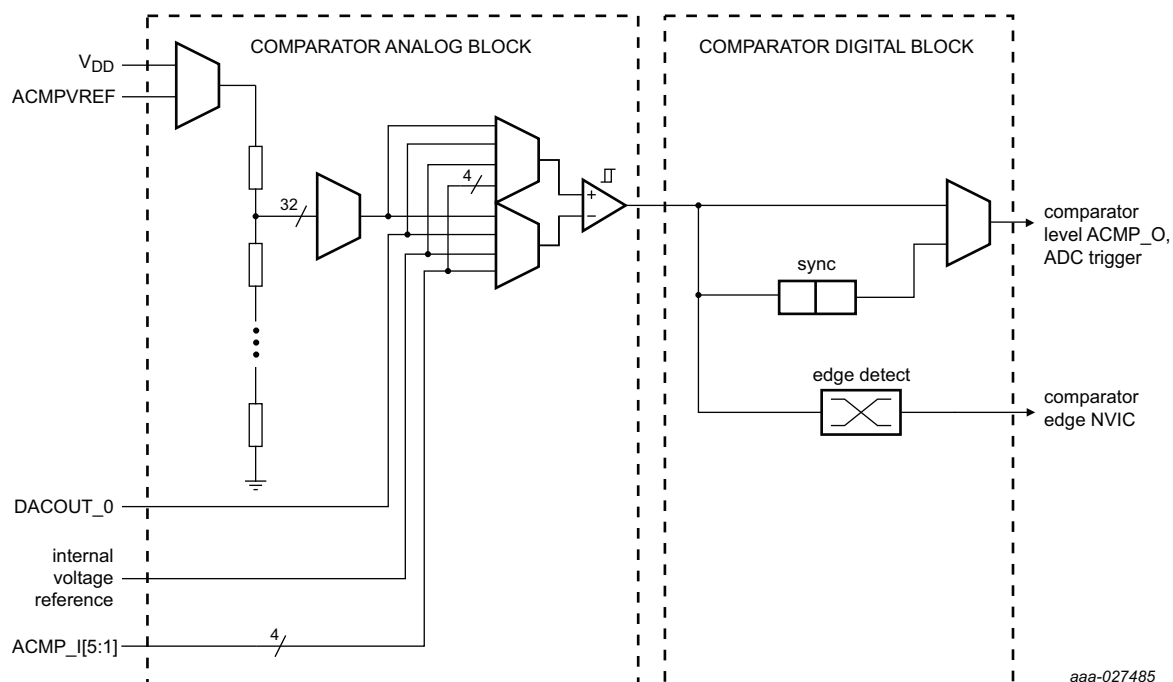 COMPARATOR ANALOG BLOCK
COMPARATOR DIGITAL BLOCK
VDD
ACMPVREF
32
4
+
−
sync
edge detect
comparator
level ACMP_O,
ADC trigger
comparator
edge NVIC
DACOUT_0
internal
voltage
reference
ACMP_I[5:1]
4
aaa-027485